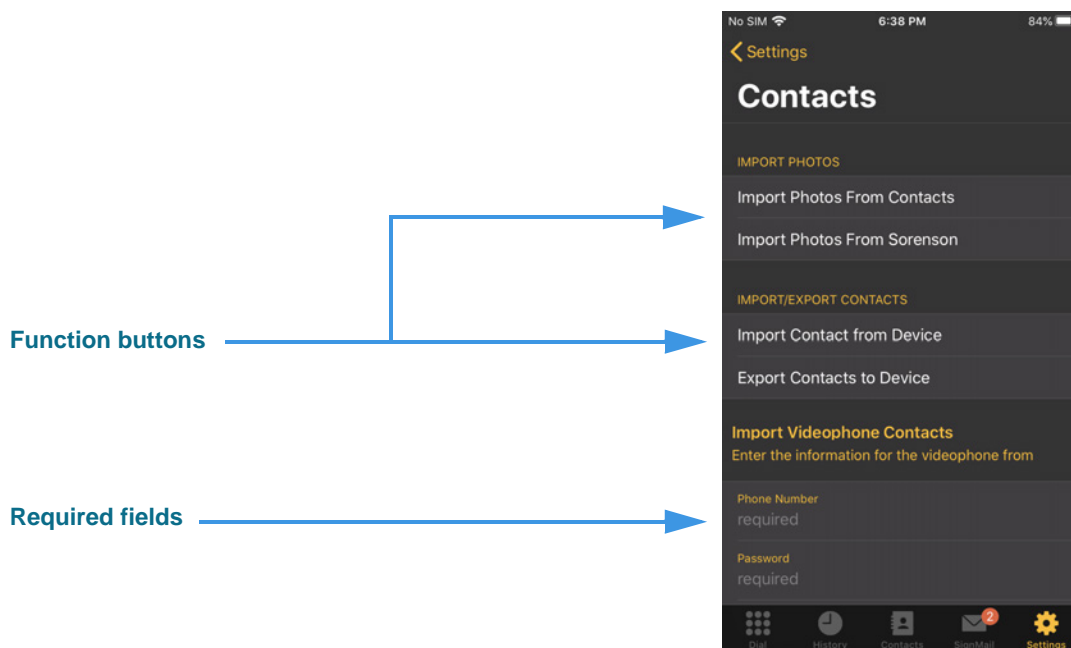 No SIM 6:38 PM 84%
Settings
Contacts
IMPORT PHOTOS
Import Photos From Contacts
Import Photos From Sorenson
IMPORT/EXPORT CONTACTS
Function buttons
Import Contact from Device
Export Contacts to Device
Import Videophone Contacts
Enter the information for the videophone from
Required fields
Phone Number
required
Password
required
2
Dial History Contacts SignMail Settings